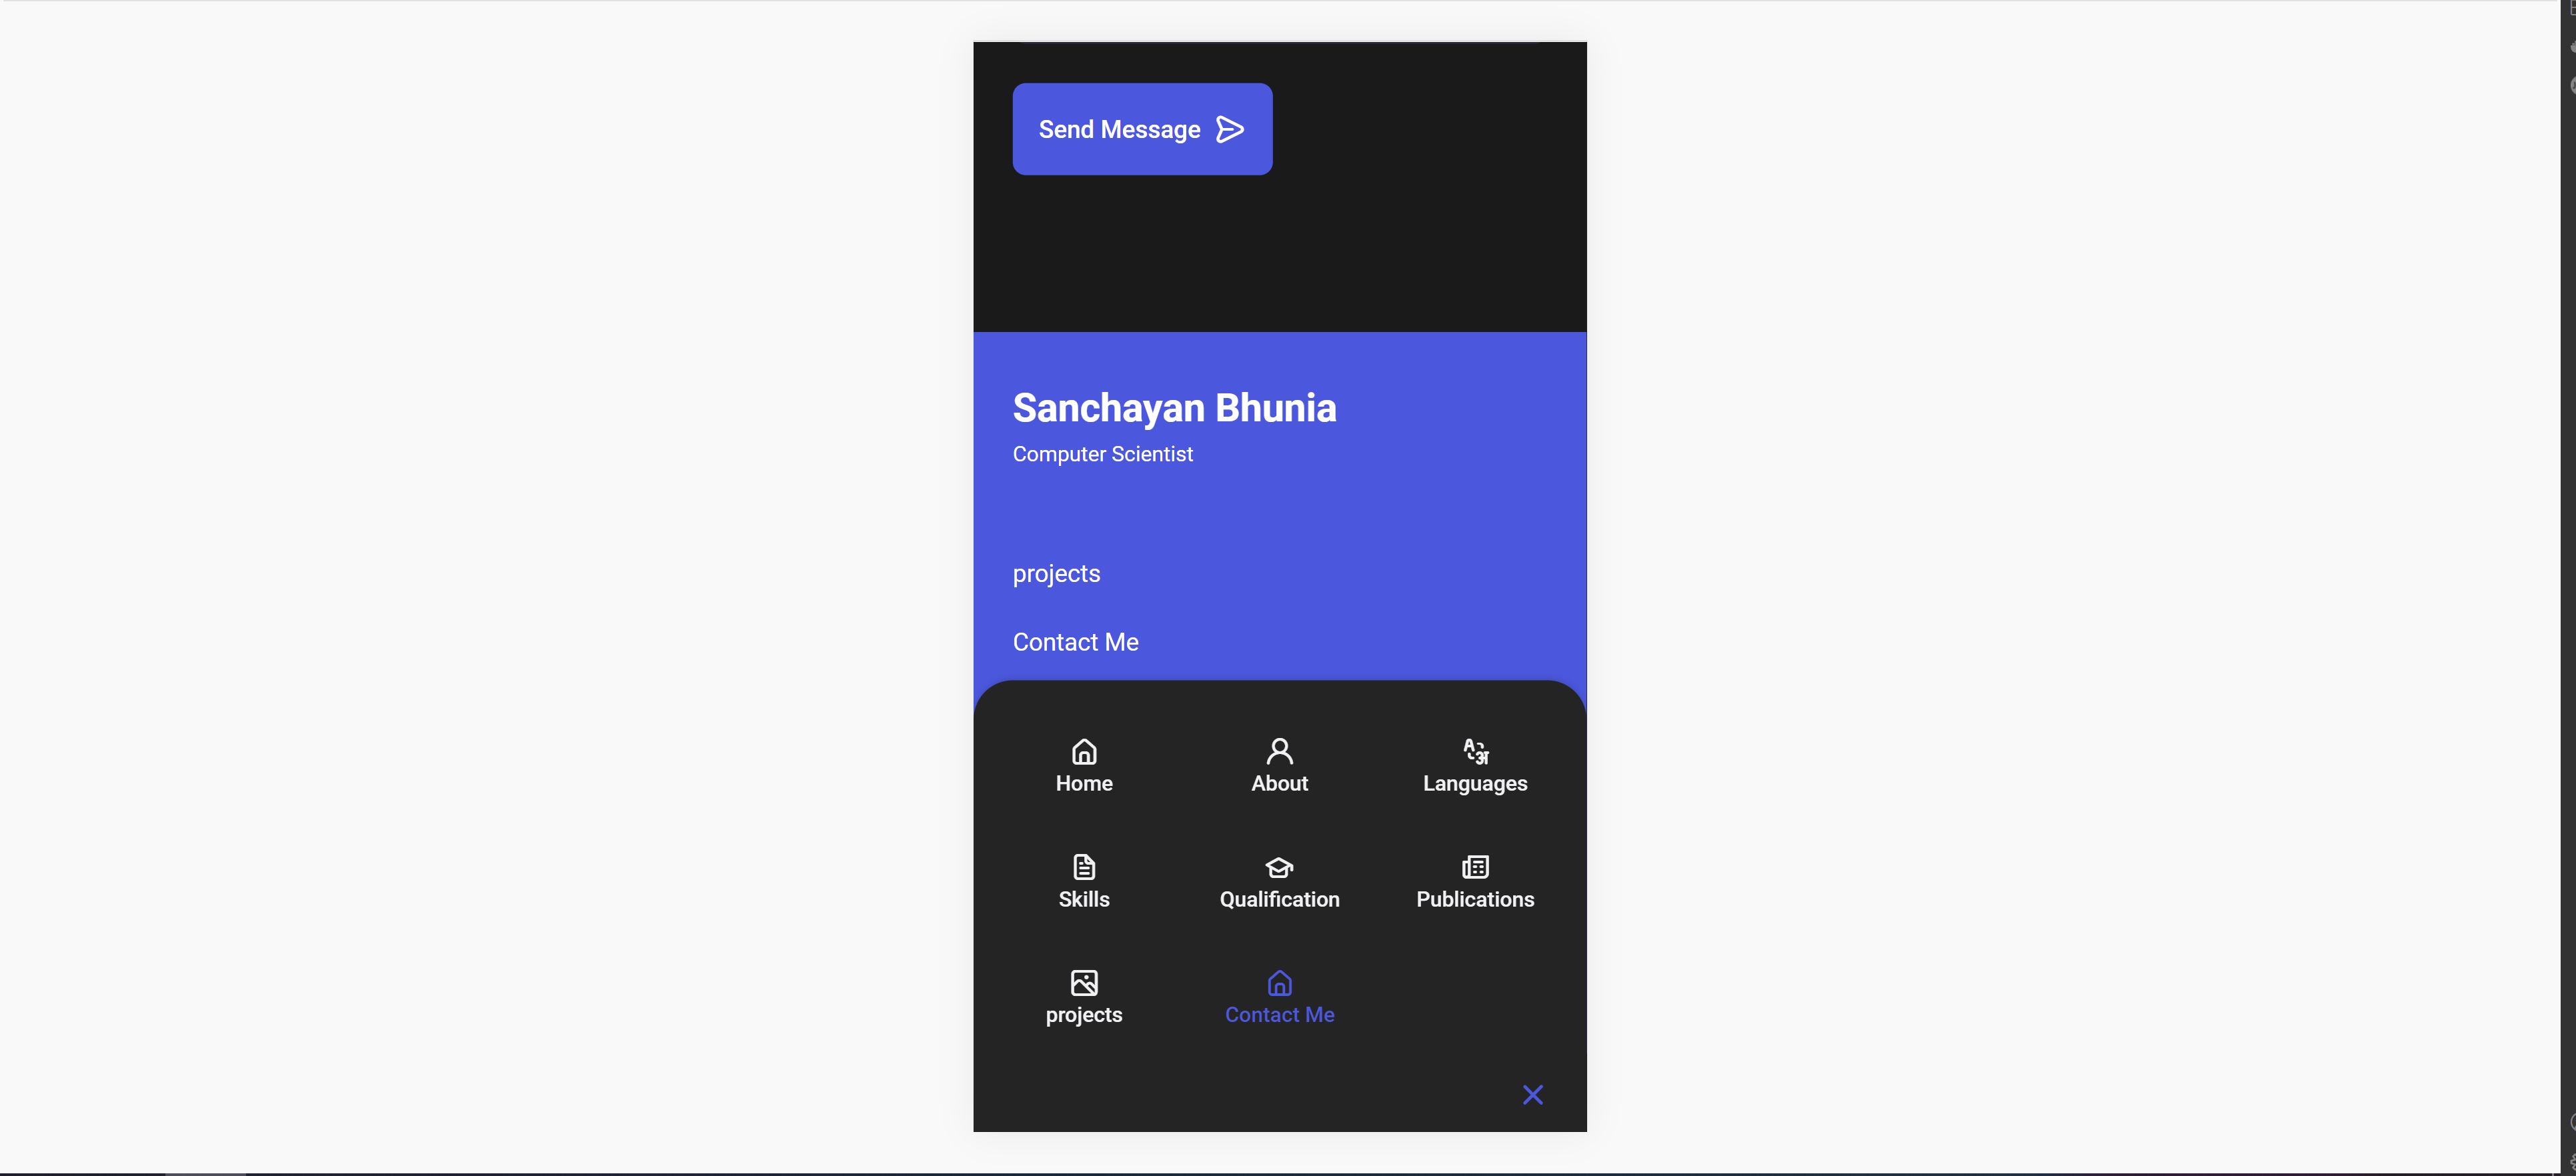 Send Message
Sanchayan Bhunia
Computer Scientist
projects
Contact Me
Home About Languages
Skills Qualification Publications
projects Contact Me